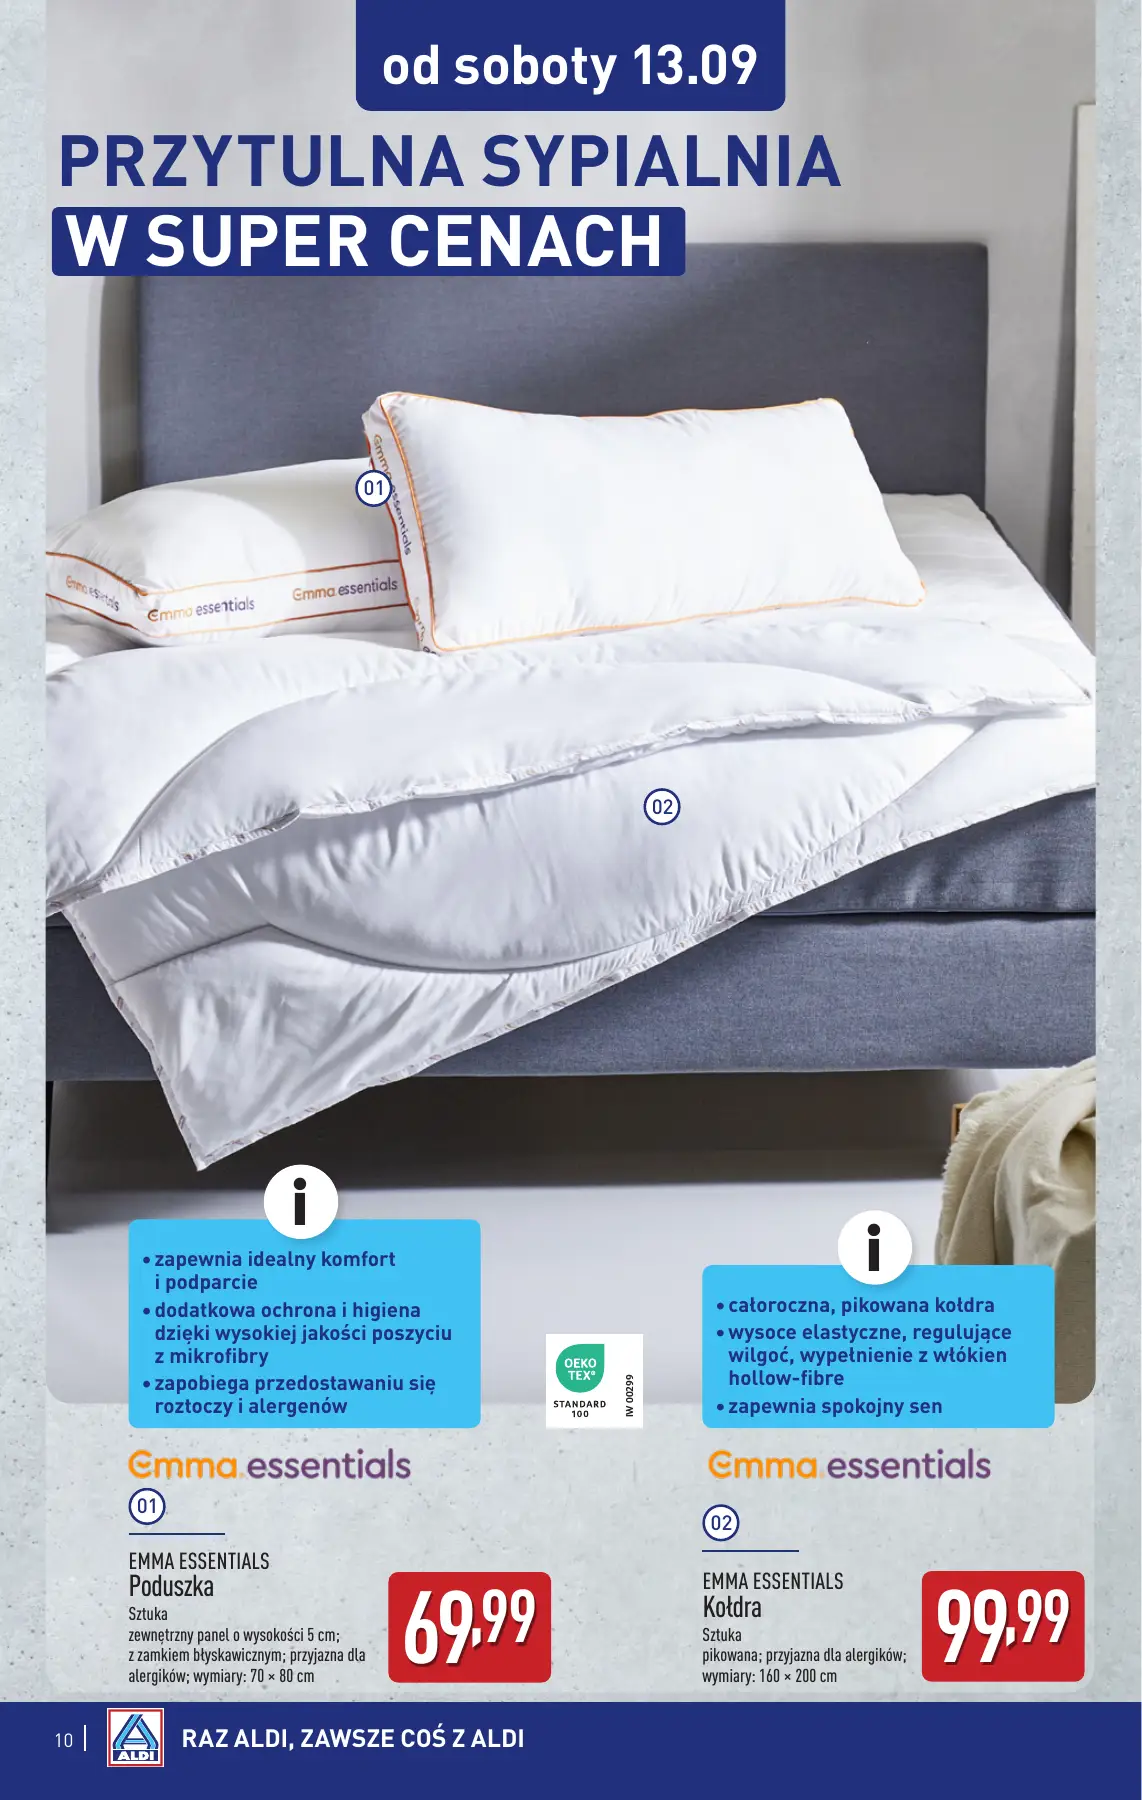 od soboty 13.09
PRZYTULNA SYPIALNIA
W SUPER CENACH
Emma essentials
01
Emma essentials
Emma essentials
Emma essentials
02
i
• zapewnia idealny komfort
i podparcie
• dodatkowa ochrona i higiena
dzięki wysokiej jakości poszyciu
z mikrofibry
• zapobiega przedostawaniu się
roztoczy i alergenów
OEKO
TEX®
STANDARD
100
IW 00299
i
• całoroczna, pikowana kołdra
• wysoce elastyczne, regulujące
wilgoć, wypełnienie z włókien
hollow-fibre
• zapewnia spokojny sen
Emma essentials
01
EMMA ESSENTIALS
Poduszka
Sztuka
zewnętrzny panel o wysokości 5 cm;
z zamkiem błyskawicznym; przyjazna dla
alergików; wymiary: 70 × 80 cm
69,99
Emma essentials
02
EMMA ESSENTIALS
Kołdra
Sztuka
pikowana; przyjazna dla alergików;
wymiary: 160 × 200 cm
99,99
10
ALDI
RAZ ALDI, ZAWSZE COŚ Z ALDI